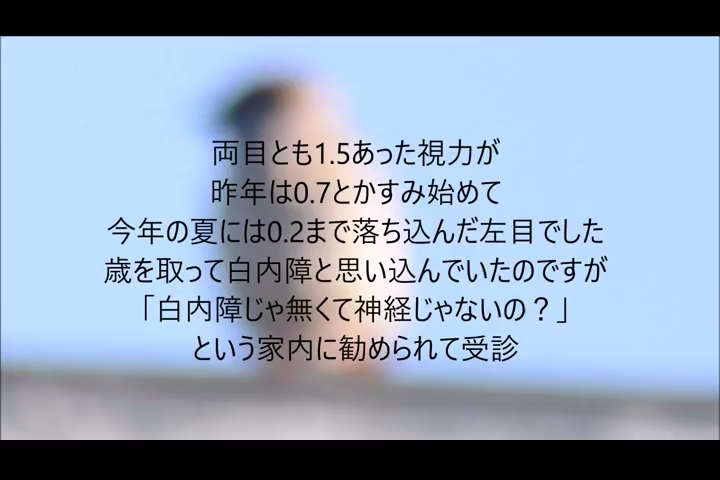 両目とも1.5あった視力が
昨年は0.7とかすみ始めて
今年の夏には0.2まで落ち込んだ左目でした
歳を取って白内障と思い込んでいたのですが
「白内障じゃ無くて神経じゃないの？」
という家内に勧められて受診